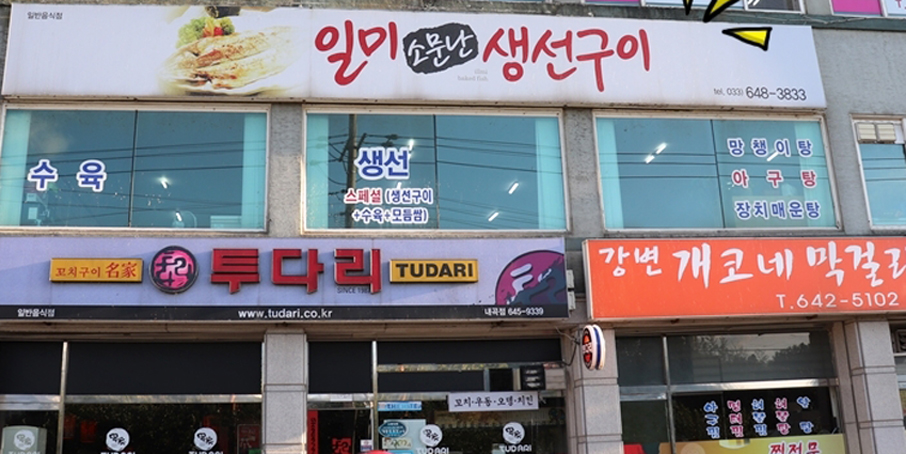 일반음식점
일미 소문난 생선구이
tel. 033) 648-3833
수육
생선
스페셜 (생선구이
+수육+모듬쌈)
망챙이탕
아구탕
장치매운탕
꼬치구이 名家
투다리
TUDARI
SINCE
일반음식점
www.tudari.co.kr
내곡점 645-9339
강변 개코네 막걸리
T.642-5102
꼬치·우동·오뎅·치킨
TUDARI
TUDARI